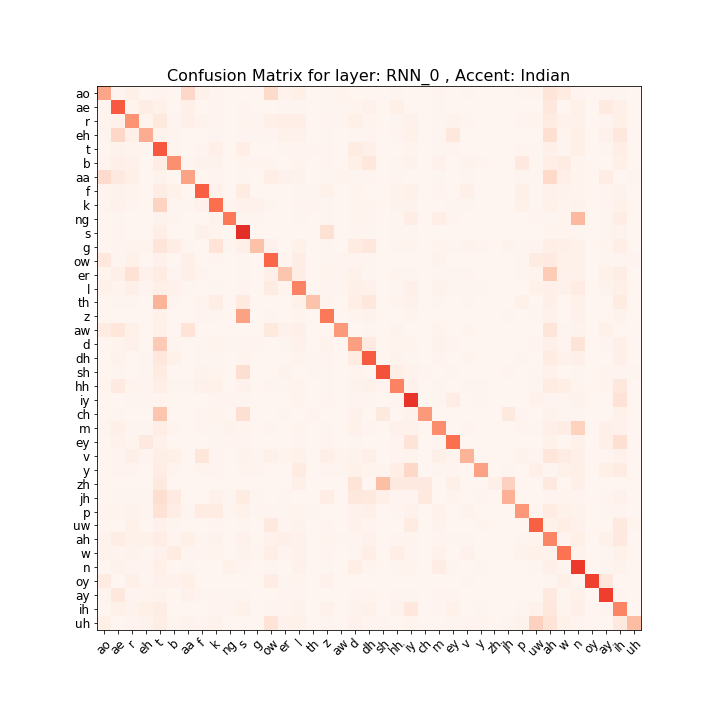 Confusion Matrix for layer: RNN_0 , Accent: Indian
ao
ae
r
eh
t
b
aa
f
k
ng
s
g
ow
er
l
th
z
aw
d
dh
sh
hh
iy
ch
m
ey
v
y
zh
jh
p
uw
ah
w
n
oy
ay
ih
uh
ao ae r eh t b aa f k ng s g ow er l th z aw d dh sh hh iy ch m ey v y zh jh p uw ah w n oy ay ih uh